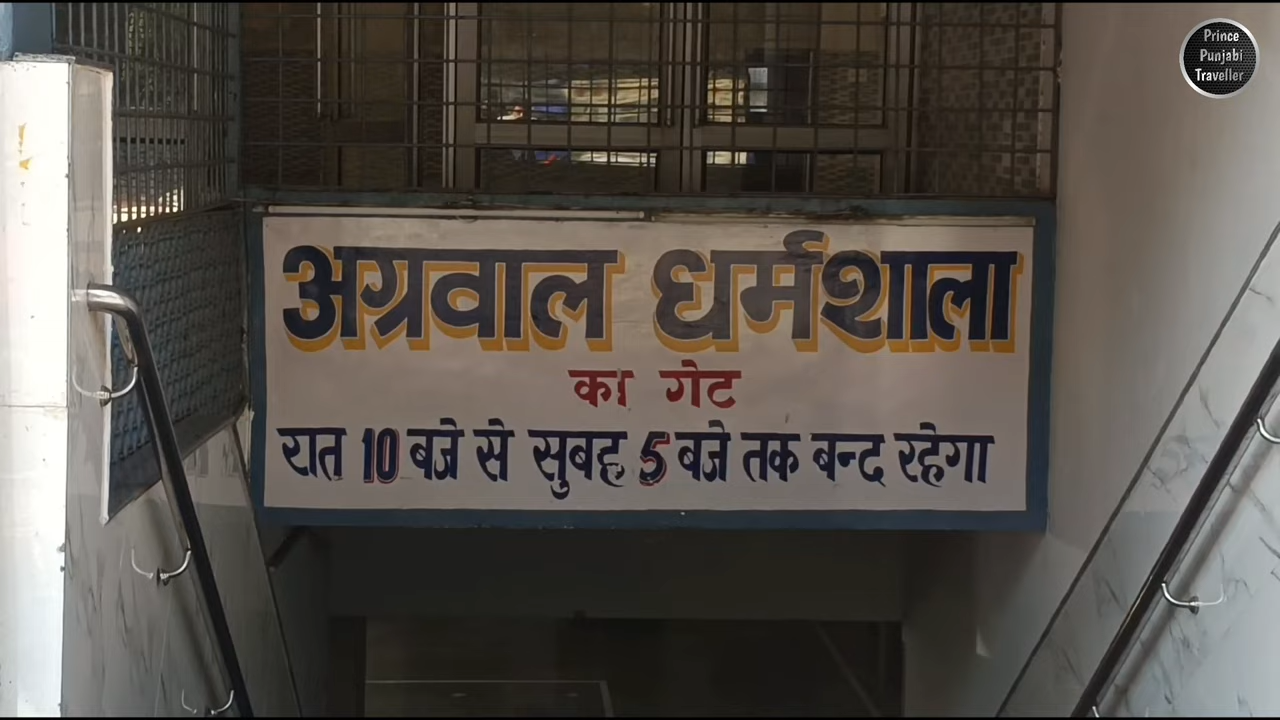 Prince
Punjabi
Traveller
अग्रवाल धर्मशाला
का गेट
रात 10 बजे से सुबह 5 बजे तक बन्द रहेगा